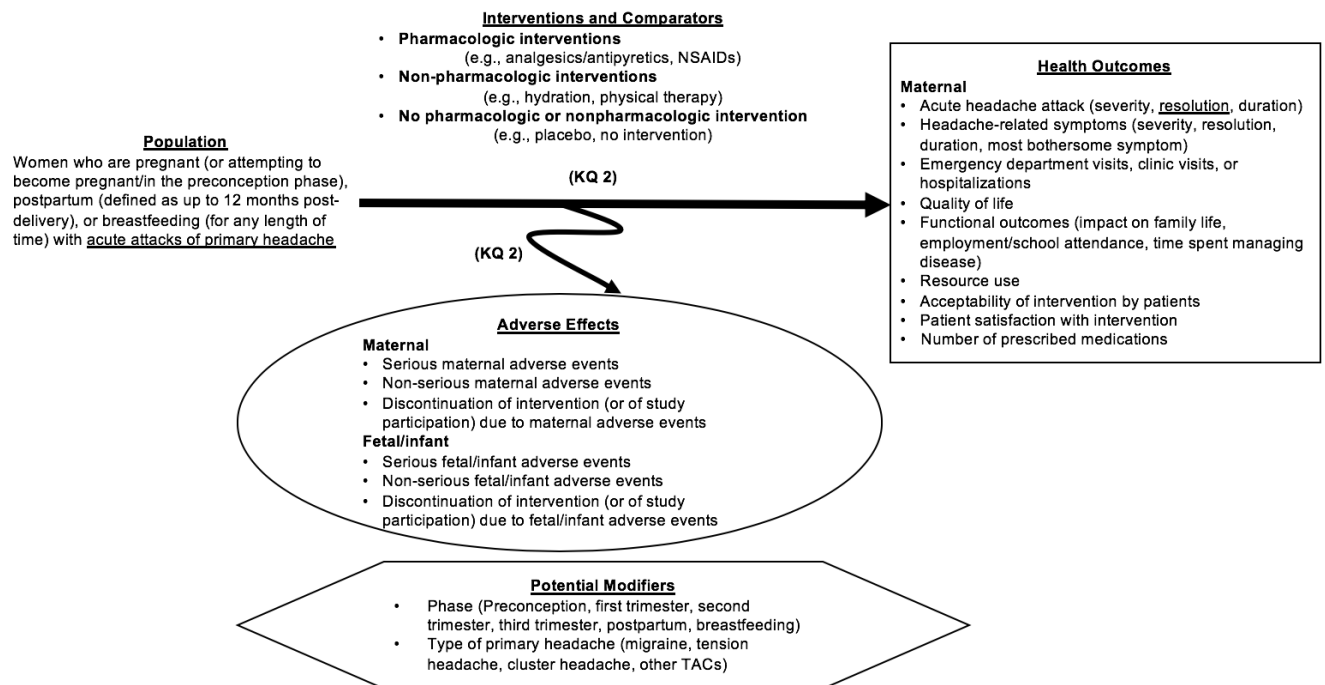 Interventions and Comparators
• Pharmacologic interventions
(e.g., analgesics/antipyretics, NSAIDs)
• Non-pharmacologic interventions
(e.g., hydration, physical therapy)
• No pharmacologic or nonpharmacologic intervention
(e.g., placebo, no intervention)
Population
Women who are pregnant (or attempting to
become pregnant/in the preconception phase),
postpartum (defined as up to 12 months post-
delivery), or breastfeeding (for any length of
time) with acute attacks of primary headache
(KQ 2)
(KQ 2)
Health Outcomes
Maternal
• Acute headache attack (severity, resolution, duration)
• Headache-related symptoms (severity, resolution,
duration, most bothersome symptom)
• Emergency department visits, clinic visits, or
hospitalizations
• Quality of life
• Functional outcomes (impact on family life,
employment/school attendance, time spent managing
disease)
• Resource use
• Acceptability of intervention by patients
• Patient satisfaction with intervention
• Number of prescribed medications
Adverse Effects
Maternal
• Serious maternal adverse events
• Non-serious maternal adverse events
• Discontinuation of intervention (or of study
participation) due to maternal adverse events
Fetal/infant
• Serious fetal/infant adverse events
• Non-serious fetal/infant adverse events
• Discontinuation of intervention (or of study
participation) due to fetal/infant adverse events
Potential Modifiers
• Phase (Preconception, first trimester, second
trimester, third trimester, postpartum, breastfeeding)
• Type of primary headache (migraine, tension
headache, cluster headache, other TACs)